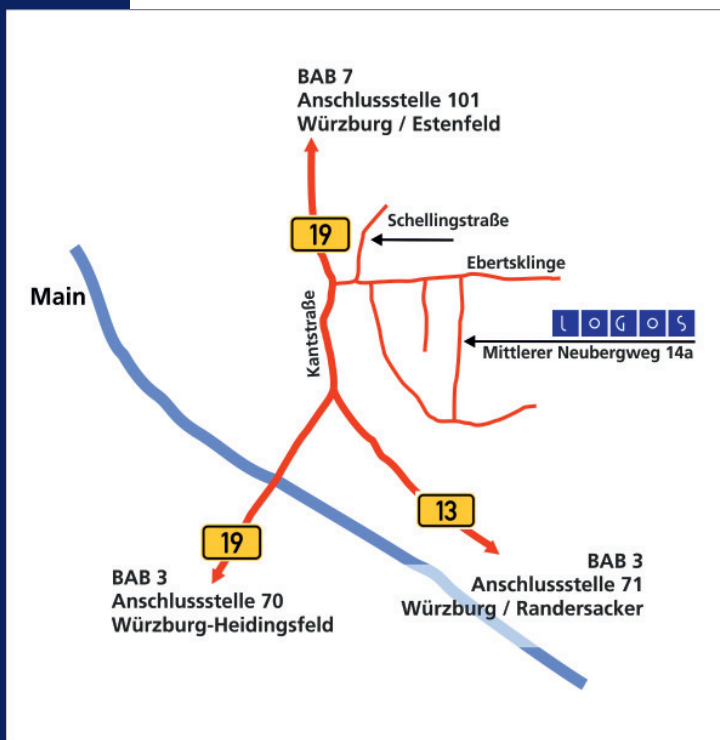 BAB 7
Anschlussstelle 101
Würzburg / Estenfeld
19
Schellingstraße
Ebertsklinge
Main
Kantstraße
LOGOS
Mittlerer Neubergweg 14a
13
19
BAB 3
Anschlussstelle 70
Würzburg-Heidingsfeld
BAB 3
Anschlussstelle 71
Würzburg / Randersacker